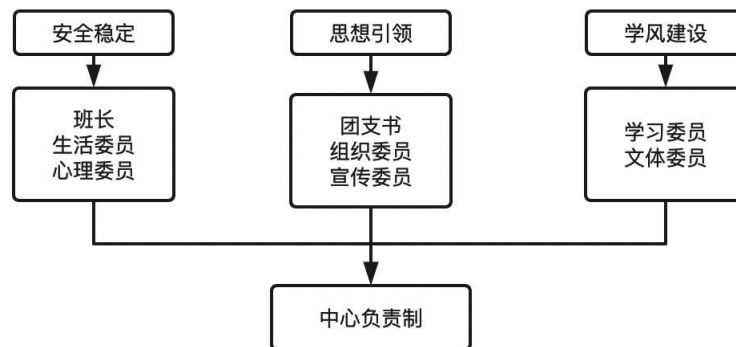 安全稳定
思想引领
学风建设
班长
生活委员
心理委员
团支书
组织委员
宣传委员
学习委员
文体委员
中心负责制